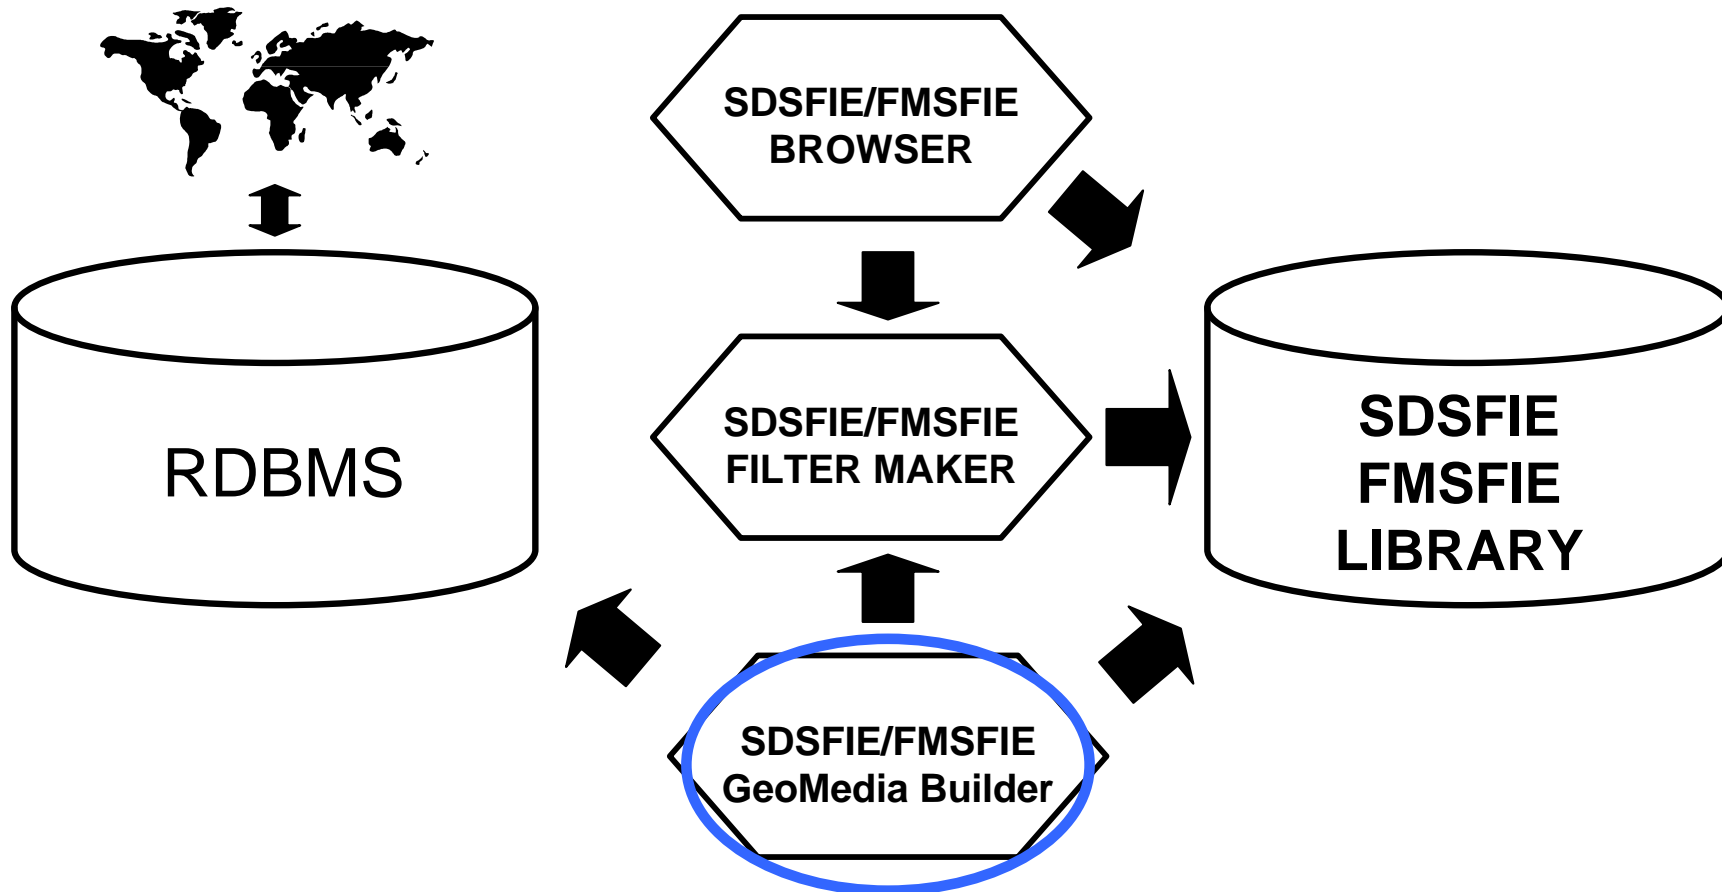 SDSFIE/FMSFIE
BROWSER
RDBMS
SDSFIE/FMSFIE
FILTER MAKER
SDSFIE
FMSFIE
LIBRARY
SDSFIE/FMSFIE
GeoMedia Builder